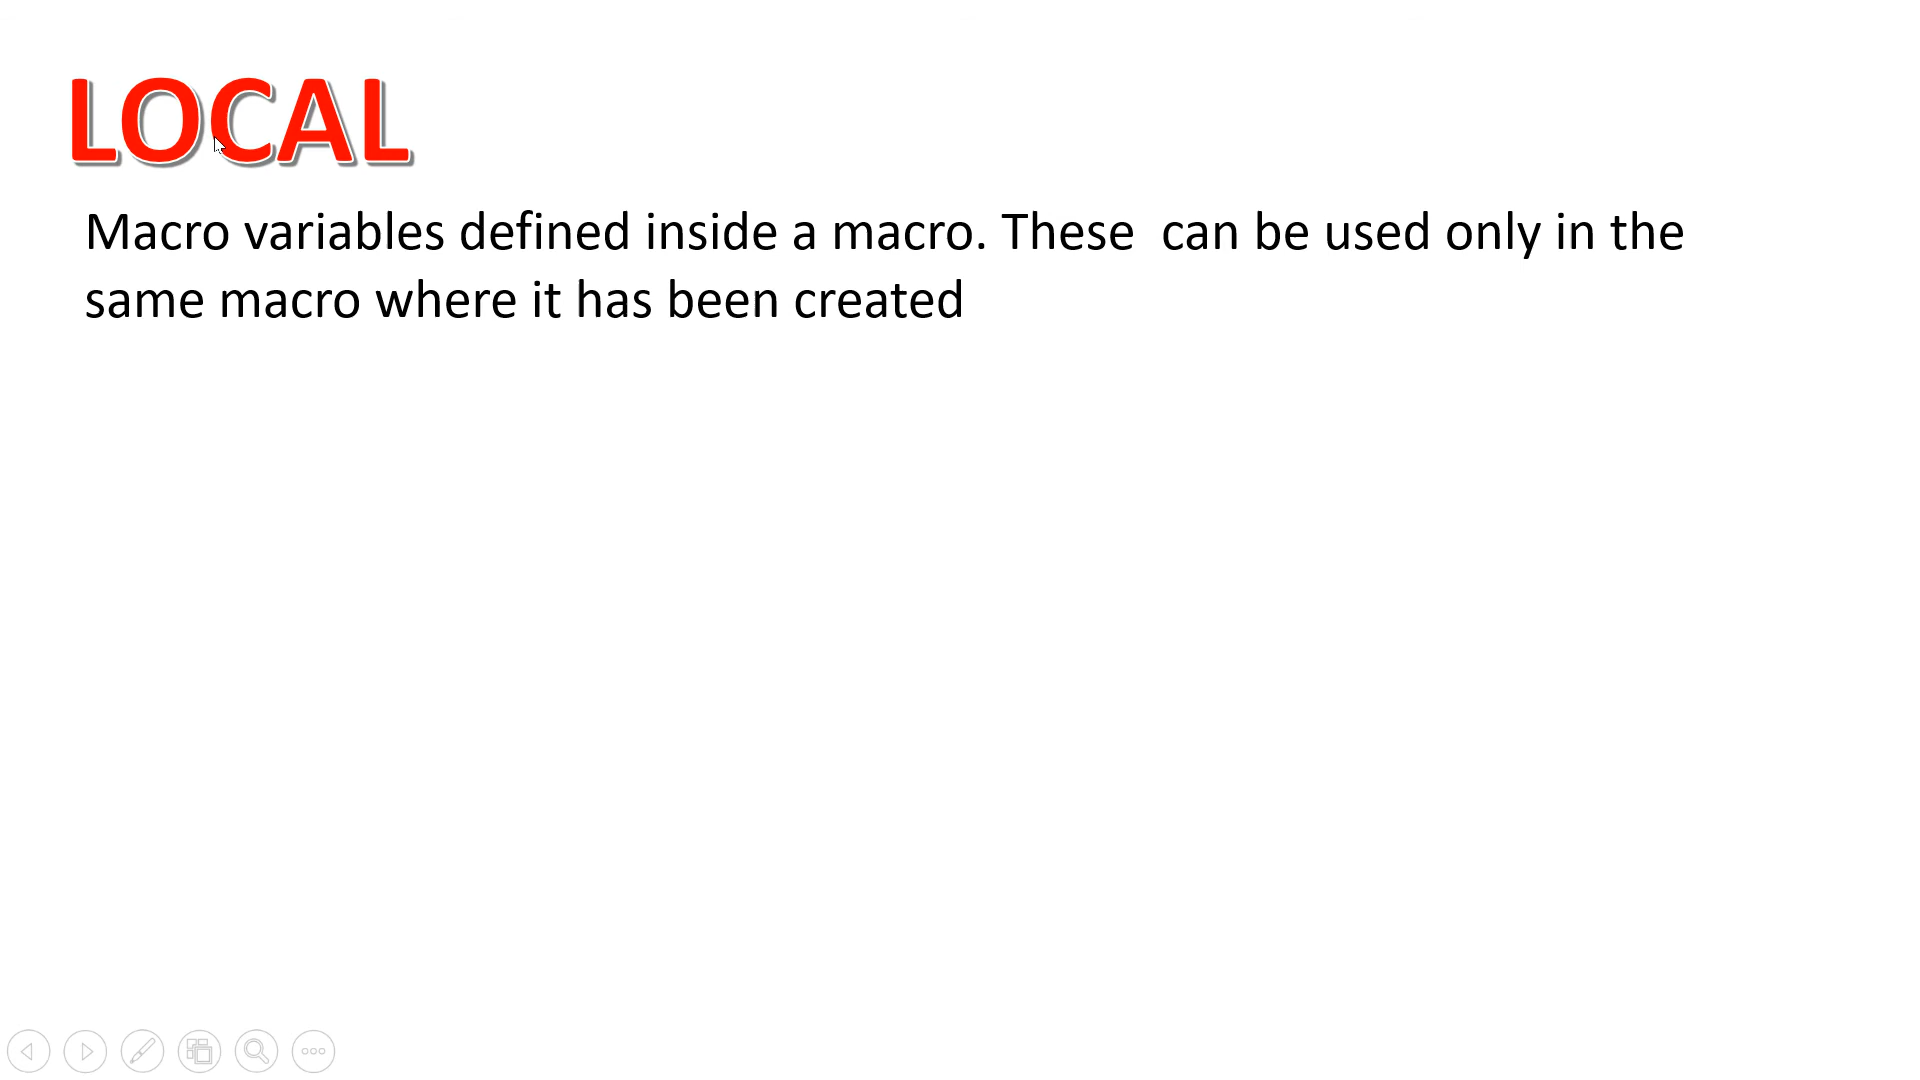 LOCAL
Macro variables defined inside a macro. These  can be used only in the
same macro where it has been created